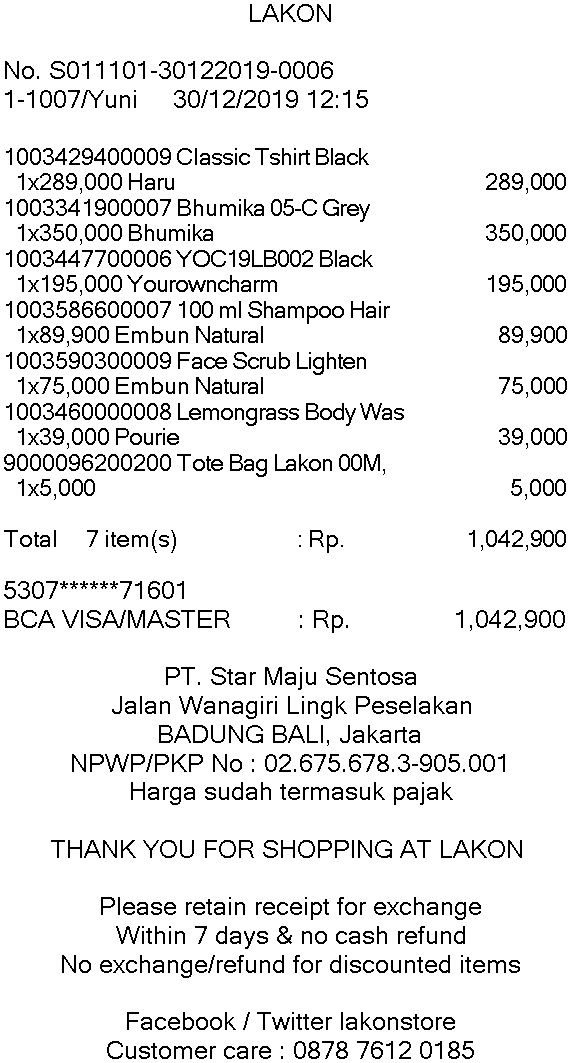 LAKON
No. S011101-30122019-0006
1-1007/Yuni 30/12/2019 12:15
1003429400009 Classic Tshirt Black
1x289,000 Haru 289,000
1003341900007 Bhumika 05-C Grey
1x350,000 Bhumika 350,000
1003447700006 YOC19LB002 Black
1x195,000 Yourowncharm 195,000
1003586600007 100 ml Shampoo Hair
1x89,900 Embun Natural 89,900
1003590300009 Face Scrub Lighten
1x75,000 Embun Natural 75,000
1003460000008 Lemongrass Body Was
1x39,000 Pourie 39,000
9000096200200 Tote Bag Lakon 00M,
1x5,000 5,000
Total 7 item(s) : Rp. 1,042,900
5307******71601
BCA VISA/MASTER : Rp. 1,042,900
PT. Star Maju Sentosa
Jalan Wanagiri Lingk Peselakan
BADUNG BALI, Jakarta
NPWP/PKP No : 02.675.678.3-905.001
Harga sudah termasuk pajak
THANK YOU FOR SHOPPING AT LAKON
Please retain receipt for exchange
Within 7 days & no cash refund
No exchange/refund for discounted items
Facebook / Twitter lakonstore
Customer care : 0878 7612 0185